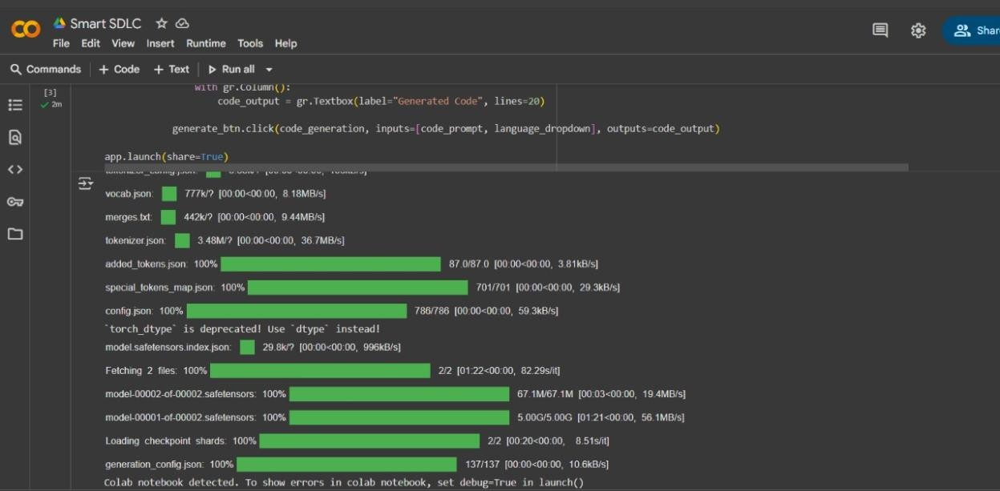 Smart SDLC
File Edit View Insert Runtime Tools Help
Shar
Commands + Code + Text Run all
[3]
2m
with gr.Column():
code_output = gr.Textbox(label="Generated Code", lines=20)
generate_btn.click(code_generation, inputs=[code_prompt, language_dropdown], outputs=code_output)
app.launch(share=True)
vocab.json: 777k/? [00:00<00:00, 8.18MB/s]
merges.txt: 442k/? [00:00<00:00, 9.44MB/s]
tokenizer.json: 3.48M/? [00:00<00:00, 36.7MB/s]
added_tokens.json: 100% 87.0/87.0 [00:00<00:00, 3.81kB/s]
special_tokens_map.json: 100% 701/701 [00:00<00:00, 29.3kB/s]
config.json: 100% 786/786 [00:00<00:00, 59.3kB/s]
`torch_dtype` is deprecated! Use `dtype` instead!
model.safetensors.index.json: 29.8k/? [00:00<00:00, 996kB/s]
Fetching 2 files: 100% 2/2 [01:22<00:00, 82.29s/it]
model-00002-of-00002.safetensors: 100% 67.1M/67.1M [00:03<00:00, 19.4MB/s]
model-00001-of-00002.safetensors: 100% 5.00G/5.00G [01:21<00:00, 56.1MB/s]
Loading checkpoint shards: 100% 2/2 [00:20<00:00, 8.51s/it]
generation_config.json: 100% 137/137 [00:00<00:00, 10.6kB/s]
Colab notebook detected. To show errors in colab notebook, set debug=True in launch()